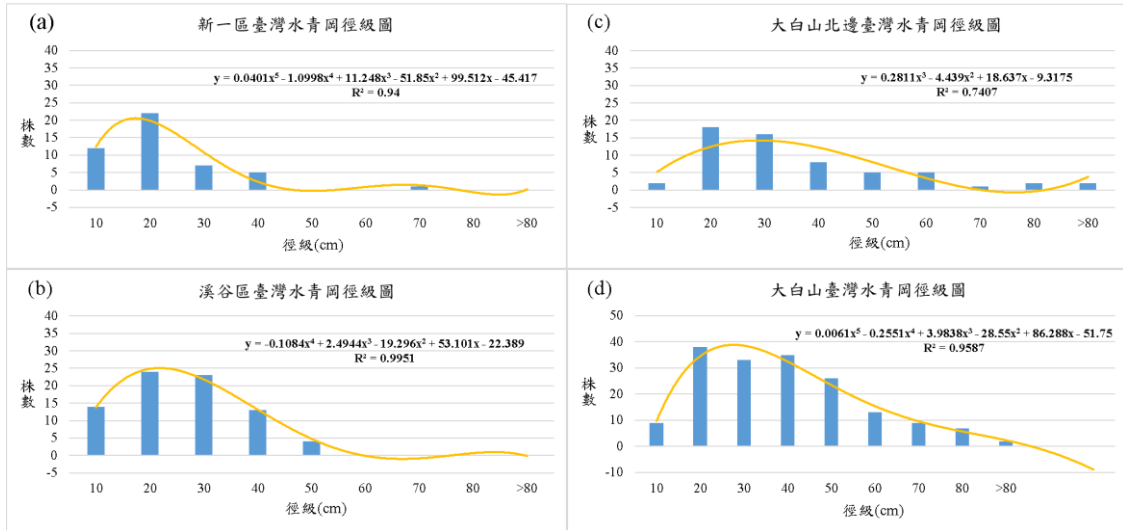 (a)
新一區臺灣水青岡徑級圖
y = 0.0401x⁵ - 1.0998x⁴ + 11.248x³ - 51.85x² + 99.512x - 45.417
R² = 0.94
株數
40
35
30
25
20
15
10
5
0
-5
10 20 30 40 50 60 70 80 >80
徑級(cm)
(b)
溪谷區臺灣水青岡徑級圖
y = -0.1084x⁴ + 2.4944x³ - 19.296x² + 53.101x - 22.389
R² = 0.9951
株數
40
35
30
25
20
15
10
5
0
-5
10 20 30 40 50 60 70 80 >80
徑級(cm)
(c)
大白山北邊臺灣水青岡徑級圖
y = 0.2811x³ - 4.439x² + 18.637x - 9.3175
R² = 0.7407
株數
40
35
30
25
20
15
10
5
0
-5
10 20 30 40 50 60 70 80 >80
徑級(cm)
(d)
大白山臺灣水青岡徑級圖
y = 0.0061x⁵ - 0.2551x⁴ + 3.9838x³ - 28.55x² + 86.288x - 51.75
R² = 0.9587
株數
50
40
30
20
10
0
-10
10 20 30 40 50 60 70 80 >80
徑級(cm)